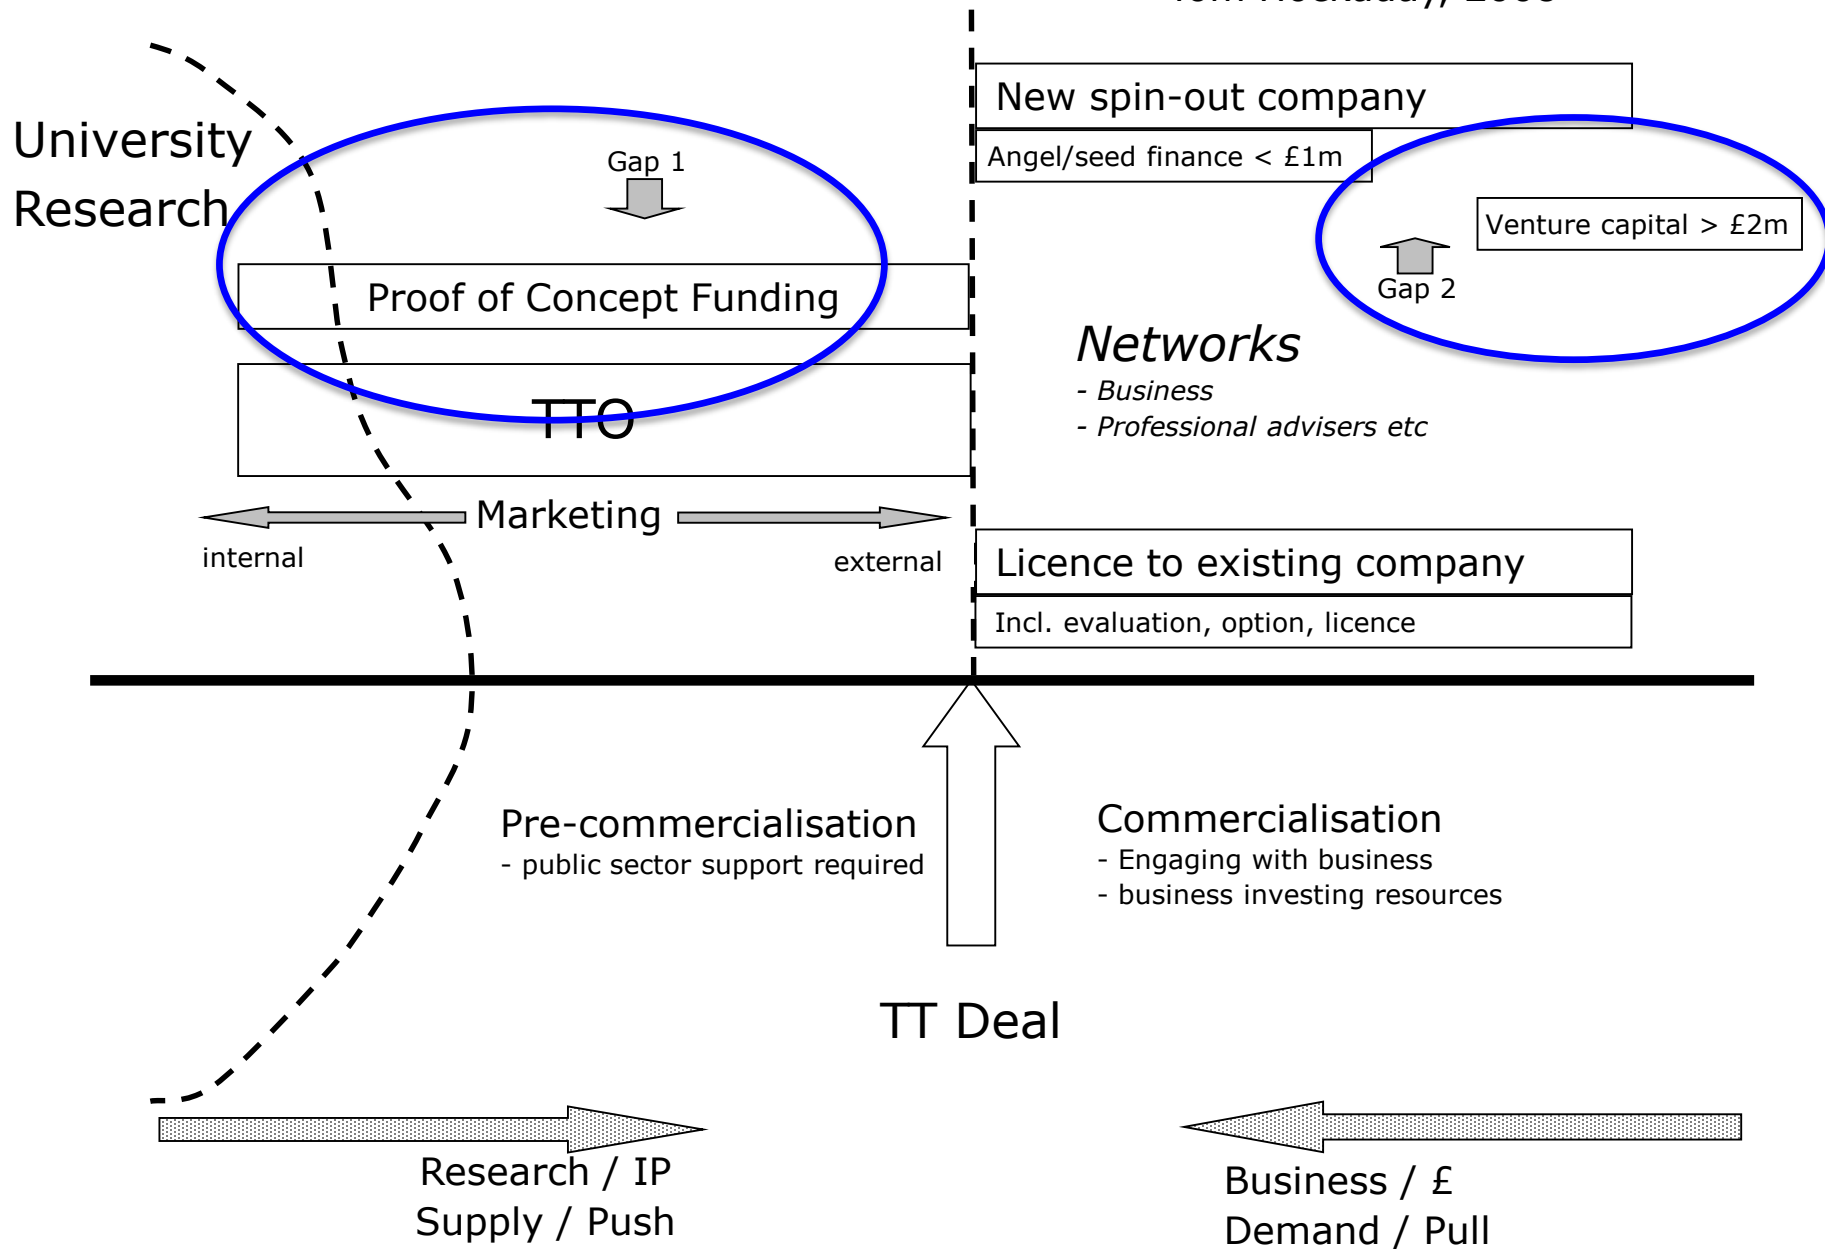 University
Research
Gap 1
Proof of Concept Funding
TTO
Marketing
internal
external
New spin-out company
Angel/seed finance < £1m
Venture capital > £2m
Gap 2
Networks
- Business
- Professional advisers etc
Licence to existing company
Incl. evaluation, option, licence
Pre-commercialisation
- public sector support required
Commercialisation
- Engaging with business
- business investing resources
TT Deal
Research / IP
Supply / Push
Business / £
Demand / Pull